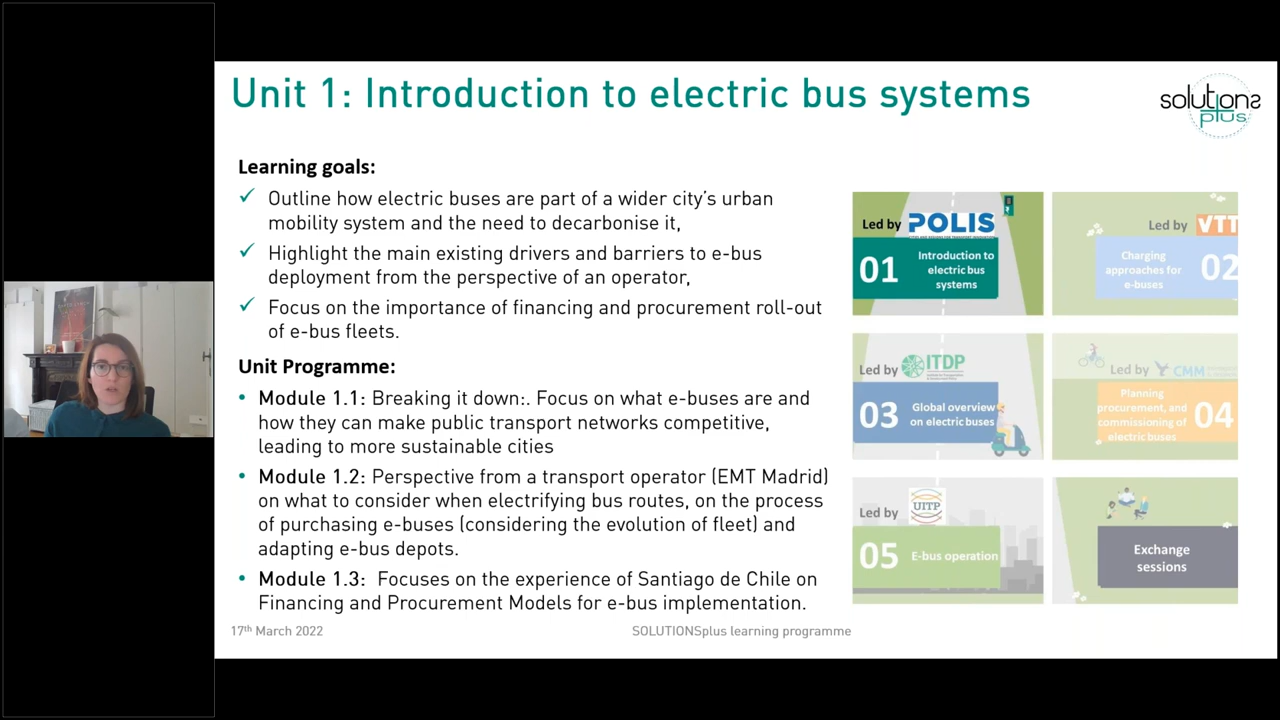 Unit 1: Introduction to electric bus systems
solutions
plus
Learning goals:
✓ Outline how electric buses are part of a wider city's urban
mobility system and the need to decarbonise it,
✓ Highlight the main existing drivers and barriers to e-bus
deployment from the perspective of an operator,
✓ Focus on the importance of financing and procurement roll-out
of e-bus fleets.
Unit Programme:
• Module 1.1: Breaking it down:. Focus on what e-buses are and
how they can make public transport networks competitive,
leading to more sustainable cities
• Module 1.2: Perspective from a transport operator (EMT Madrid)
on what to consider when electrifying bus routes, on the process
of purchasing e-buses (considering the evolution of fleet) and
adapting e-bus depots.
• Module 1.3: Focuses on the experience of Santiago de Chile on
Financing and Procurement Models for e-bus implementation.
17th March 2022
SOLUTIONSplus learning programme
Led by POLIS
01
Introduction to
electric bus
systems
Led by VTT
Charging
approaches for
e-buses
02
Led by ITDP
03
Global overview
on electric buses
Led by CMM
Planning
procurement, and
commissioning of
electric buses
04
Led by UITP
05
E-bus operation
Exchange
sessions